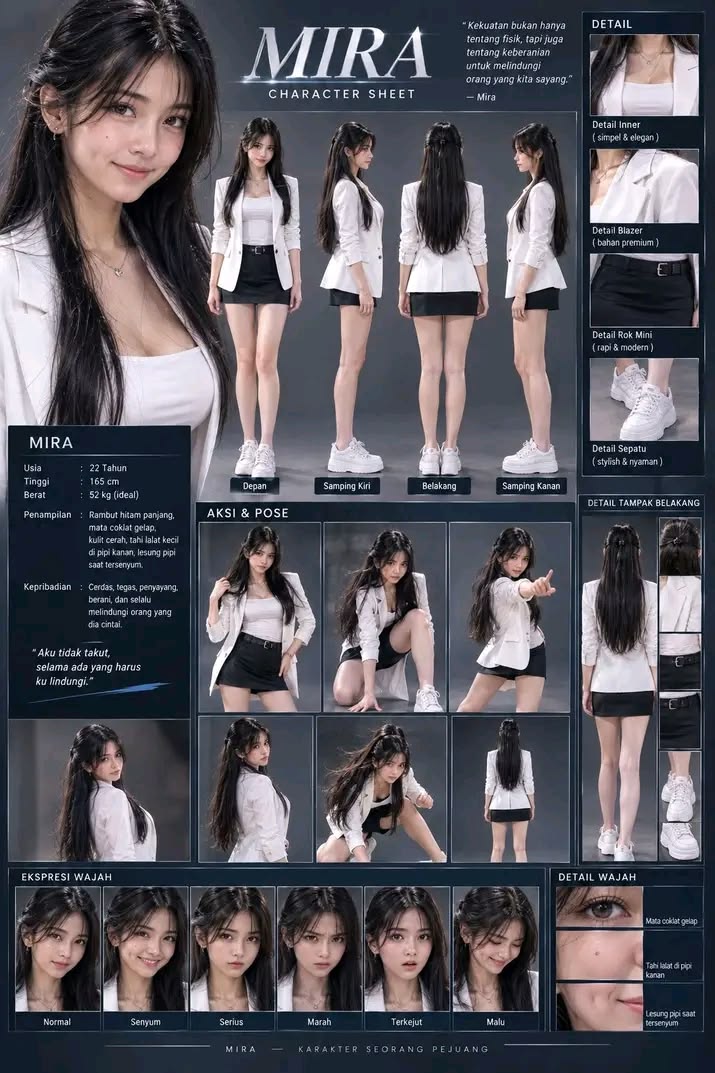 MIRA
CHARACTER SHEET
“Kekuatan bukan hanya
tentang fisik, tapi juga
tentang keberanian
untuk melindungi
orang yang kita sayang.”
— Mira
DETAIL
Detail Inner
( simpel & elegan )
Detail Blazer
( bahan premium )
Detail Rok Mini
( rapi & modern )
Detail Sepatu
( stylish & nyaman )
Depan
Samping Kiri
Belakang
Samping Kanan
MIRA
Usia : 22 Tahun
Tinggi : 165 cm
Berat : 52 kg (ideal)
Penampilan : Rambut hitam panjang,
mata coklat gelap,
kulit cerah, tahi lalat kecil
di pipi kanan, lesung pipi
saat tersenyum.
Kepribadian : Cerdas, tegas, penyayang,
berani, dan selalu
melindungi orang yang
dia cintai.
“Aku tidak takut,
selama ada yang harus
ku lindungi.”
AKSI & POSE
DETAIL TAMPAK BELAKANG
EKSPRESI WAJAH
Normal
Senyum
Serius
Marah
Terkejut
Malu
DETAIL WAJAH
Mata coklat gelap
Tahi lalat di pipi
kanan
Lesung pipi saat
tersenyum
MIRA — KARAKTER SEORANG PEJUANG